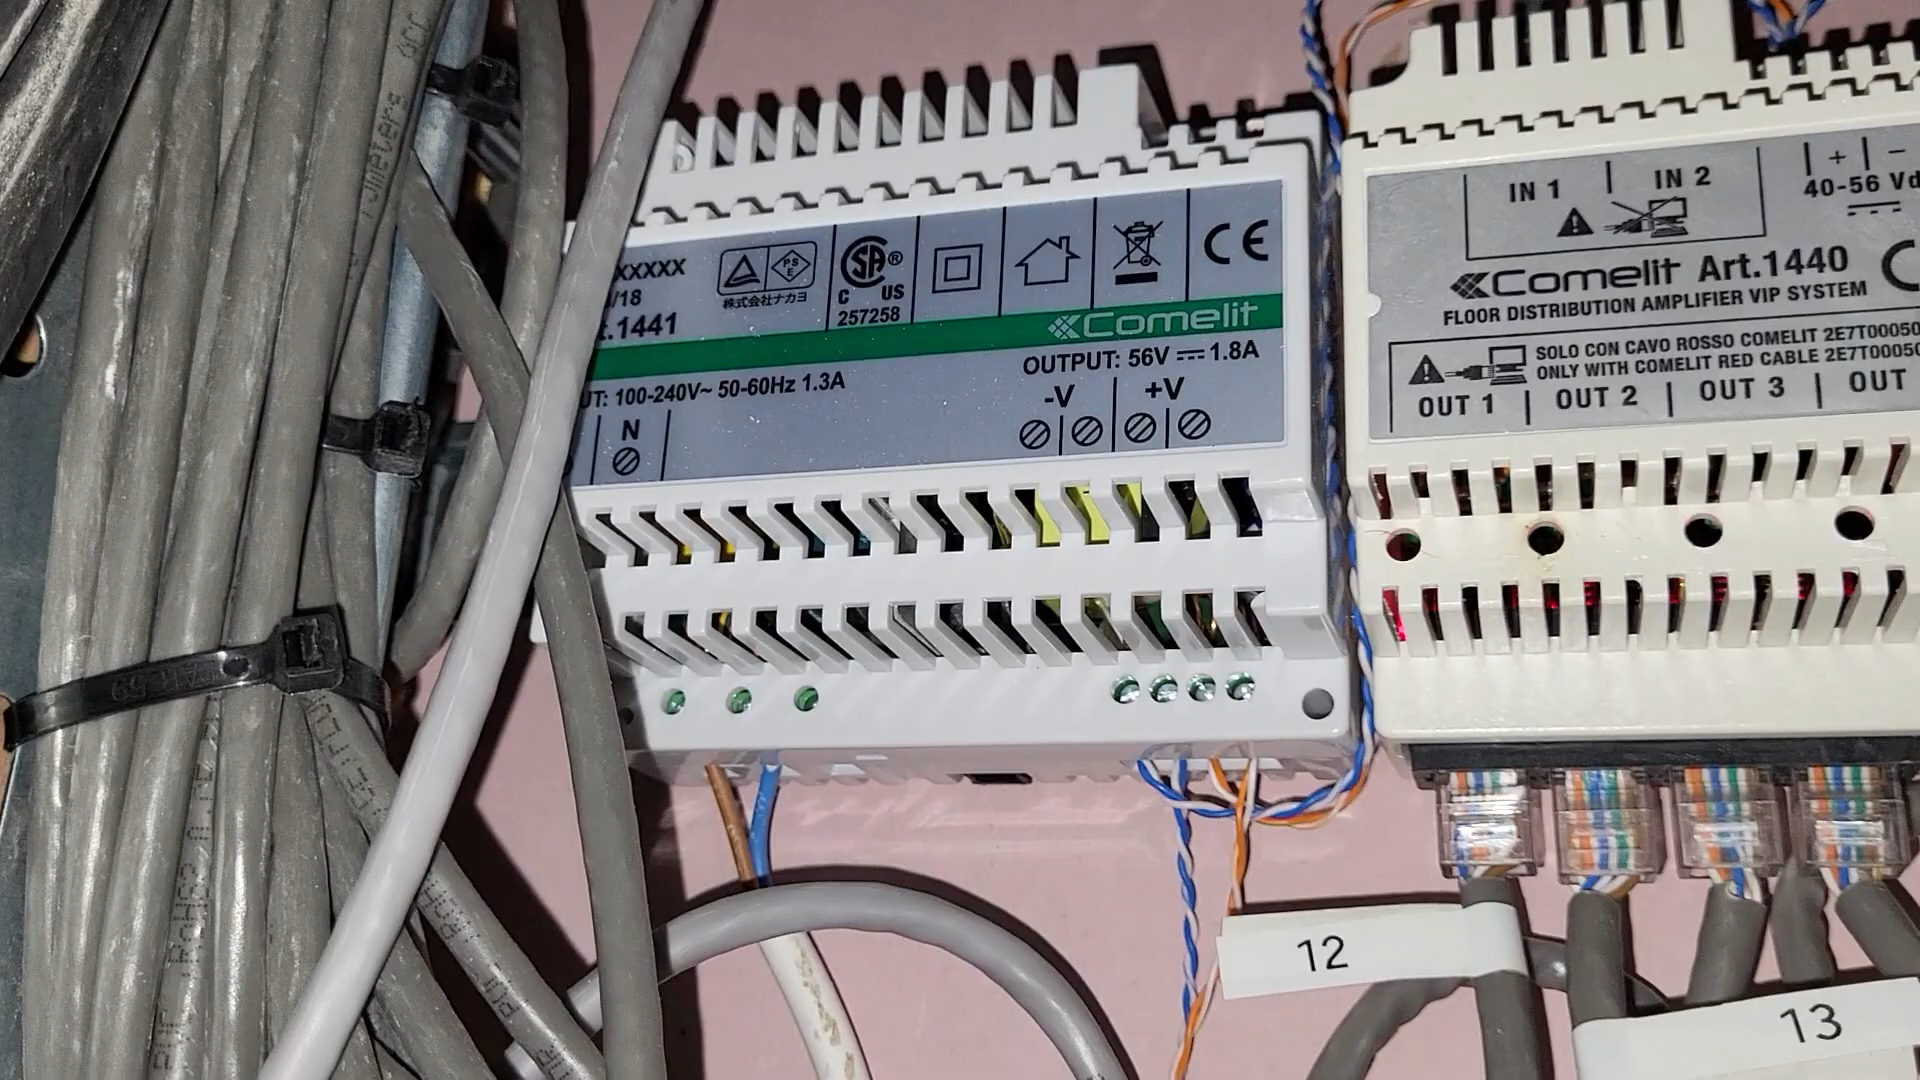 XXXXX
/18
t.1441
PS
E
株式会社ナカヨ
SA
®
C US
257258
CE
Comelit
OUTPUT: 56V 1.8A
UT: 100-240V~ 50-60Hz 1.3A
-V +V
N
IN 1 IN 2 + -
40-56 Vd
Comelit Art.1440
FLOOR DISTRIBUTION AMPLIFIER VIP SYSTEM
SOLO CON CAVO ROSSO COMELIT 2E7T00050
ONLY WITH COMELIT RED CABLE 2E7T00050
OUT 1 OUT 2 OUT 3 OUT
12
13